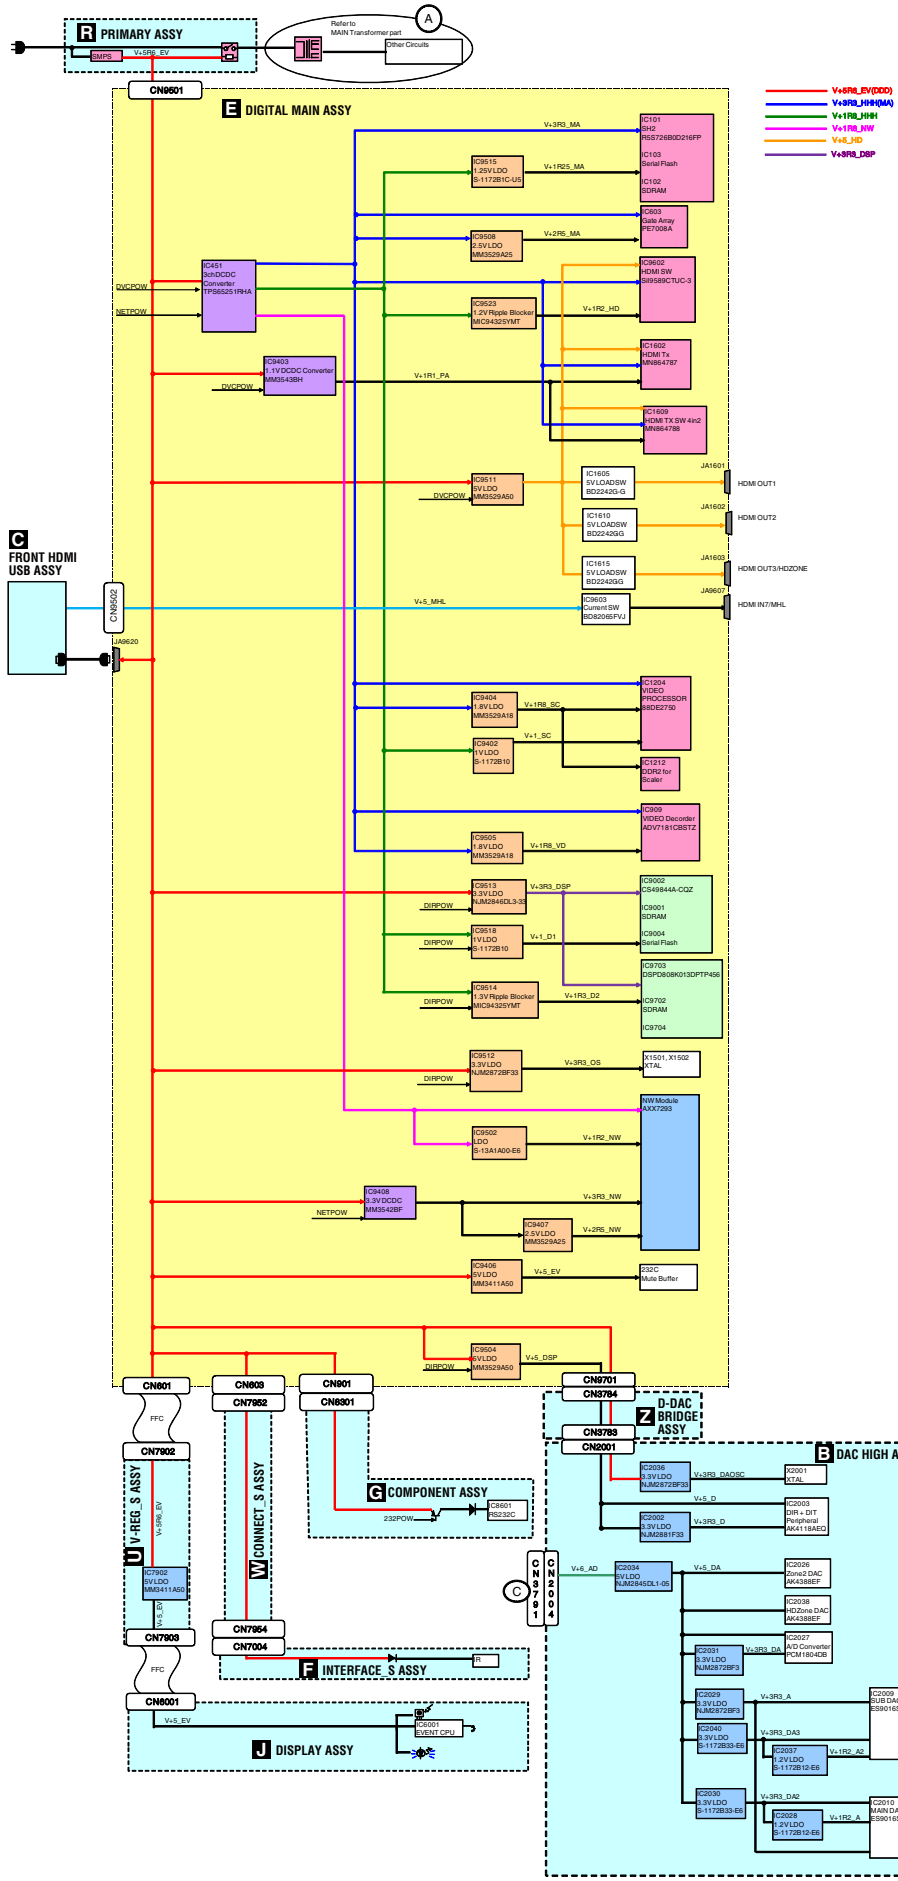 R PRIMARY ASSY
SMPS
V+5R6_EV
Refer to
MAIN Transformer part
A
Other Circuits
CN9501
E DIGITAL MAIN ASSY
V+5R6_EV(DDD)
V+3R3_HHH(MA)
V+1R8_HHH
V+1R8_NW
V+5_HD
V+3R3_DSP
V+3R3_MA
IC101
SH2
R5S726B0D216FP
IC103
Serial Flash
IC102
SDRAM
IC9515
1.25V LDO
S-1172B1C-U5
V+1R25_MA
IC603
Gate Array
PE7008A
IC9508
2.5V LDO
MM3529A25
V+2R5_MA
IC451
3chDCDC
Converter
TPS65251RHA
DVCPOW
NETPOW
IC9602
HDMI SW
SiI9589CTUC-3
IC9523
1.2V Ripple Blocker
MIC94325YMT
V+1R2_HD
IC1602
HDMI Tx
MN864787
IC9403
1.1V DCDC Converter
MM3543BH
DVCPOW
V+1R1_PA
IC1609
HDMI TX SW 4in2
MN864788
IC9511
5V LDO
MM3529A50
DVCPOW
IC1605
5V LOADSW
BD2242G-G
JA1601
HDMI OUT1
IC1610
5V LOADSW
BD2242GG
JA1602
HDMI OUT2
IC1615
5V LOADSW
BD2242GG
JA1603
HDMI OUT3/HDZONE
C
FRONT HDMI
USB ASSY
CN9502
V+5_MHL
IC9603
Current SW
BD82065FVJ
JA9607
HDMI IN7/MHL
JA9620
IC1204
VIDEO
PROCESSOR
88DE2750
IC9404
1.8V LDO
MM3529A18
V+1R8_SC
IC9402
1V LDO
S-1172B10
V+1_SC
IC1212
DDR2 for
Scaler
IC909
VIDEO Decorder
ADV7181CBSTZ
IC9505
1.8V LDO
MM3529A18
V+1R8_VD
IC9513
3.3V LDO
NJM2846DL3-33
DIRPOW
V+3R3_DSP
IC9002
CS49844A-CQZ
IC9001
SDRAM
IC9004
Serial Flash
IC9518
1V LDO
S-1172B10
DIRPOW
V+1_D1
IC9703
DSPD808K013DPTP456
IC9702
SDRAM
IC9704
IC9514
1.3V Ripple Blocker
MIC94325YMT
DIRPOW
V+1R3_D2
IC9512
3.3V LDO
NJM2872BF33
DIRPOW
V+3R3_OS
X1501, X1502
XTAL
NW Module
AXX7293
IC9502
LDO
S-13A1A00-E6
V+1R2_NW
IC9408
3.3V DCDC
MM3542BF
NETPOW
V+3R3_NW
IC9407
2.5V LDO
MM3529A25
V+2R5_NW
IC9406
5V LDO
MM3411A50
V+5_EV
232C
Mute Buffer
IC9504
5V LDO
MM3529A50
DIRPOW
V+5_DSP
CN601
CN603
CN901
CN9701
CN7952
CN8301
CN3784
FFC
Z D-DAC
BRIDGE
ASSY
CN3783
CN2001
CN7902
B DAC HIGH A
U V-REG_S ASSY
V+5R6_EV
W CONNECT_S ASSY
G COMPONENT ASSY
232POW
IC8601
RS232C
IC2036
3.3V LDO
NJM2872BF33
V+3R3_DAOSC
X2001
XTAL
V+5_D
IC2003
DIR + DIT
Peripheral
AK4118AEQ
IC2002
3.3V LDO
NJM2881F33
V+3R3_D
IC7902
5V LDO
MM3411A50
V+5_EV
C
CN3791
CN2004
V+6_AD
IC2034
5V LDO
NJM2845DL1-05
V+5_DA
IC2026
Zone2 DAC
AK4388EF
IC2038
HDZone DAC
AK4388EF
IC2027
A/D Converter
PCM1804DB
IC2031
3.3V LDO
NJM2872BF3
V+3R3_DA
CN7903
CN7954
CN7004
FFC
F INTERFACE_S ASSY
IR
IC2029
3.3V LDO
NJM2872BF3
V+3R3_A
IC2009
SUB DAC
ES9016S
CN6001
V+5_EV
IC6001
EVENT CPU
J DISPLAY ASSY
IC2040
3.3V LDO
S-1172B33-E6
V+3R3_DA3
IC2037
1.2V LDO
S-1172B12-E6
V+1R2_A2
IC2030
3.3V LDO
S-1172B33-E6
V+3R3_DA2
IC2028
1.2V LDO
S-1172B12-E6
V+1R2_A
IC2010
MAIN DA
ES9016S